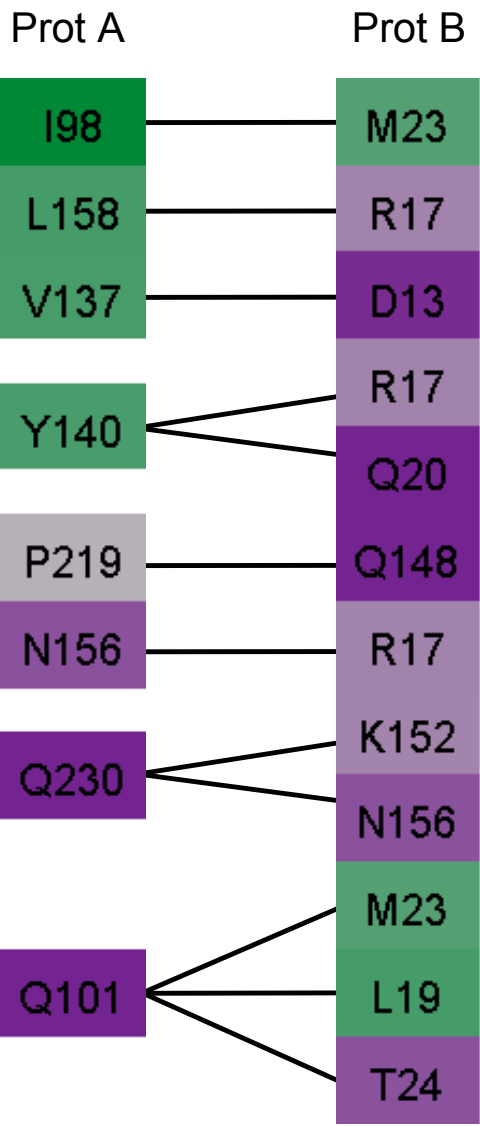 Prot A Prot B
I98 M23
L158 R17
V137 D13
R17
Y140
Q20
P219 Q148
N156 R17
K152
Q230
N156
M23
Q101 L19
T24